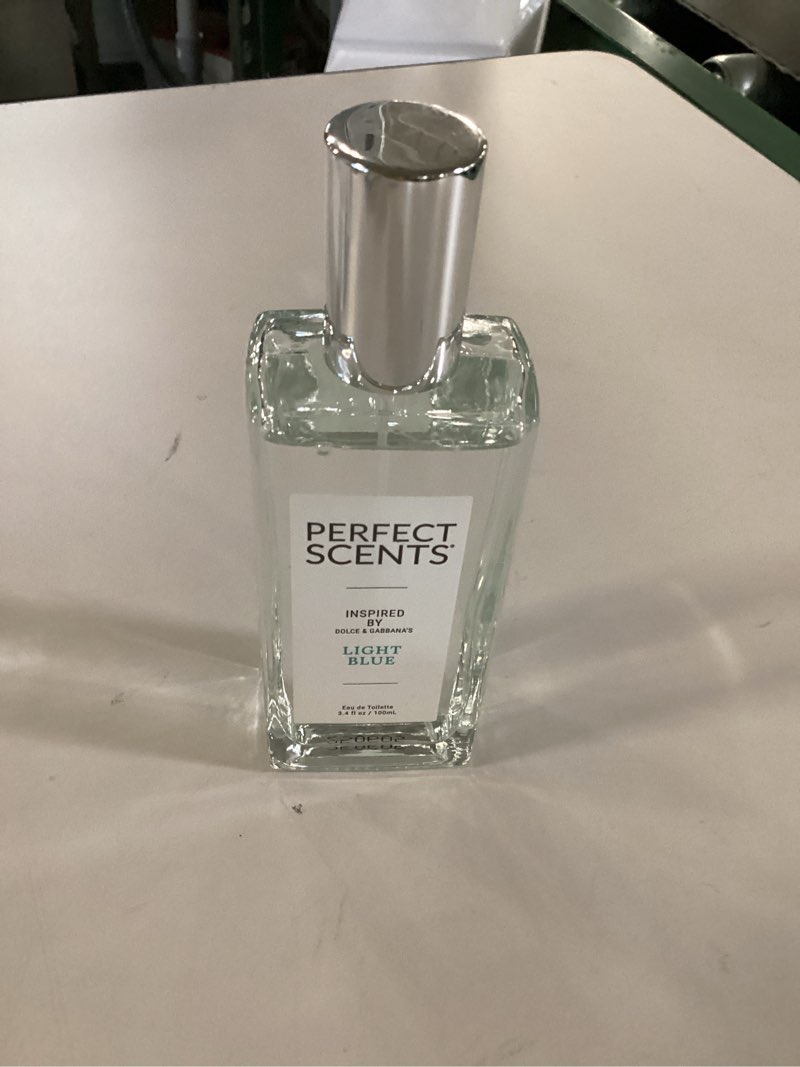 PERFECT
SCENTS
INSPIRED
BY
DOLCE & GABBANA'S
LIGHT
BLUE
Eau de Toilette
3.4 fl oz / 100mL